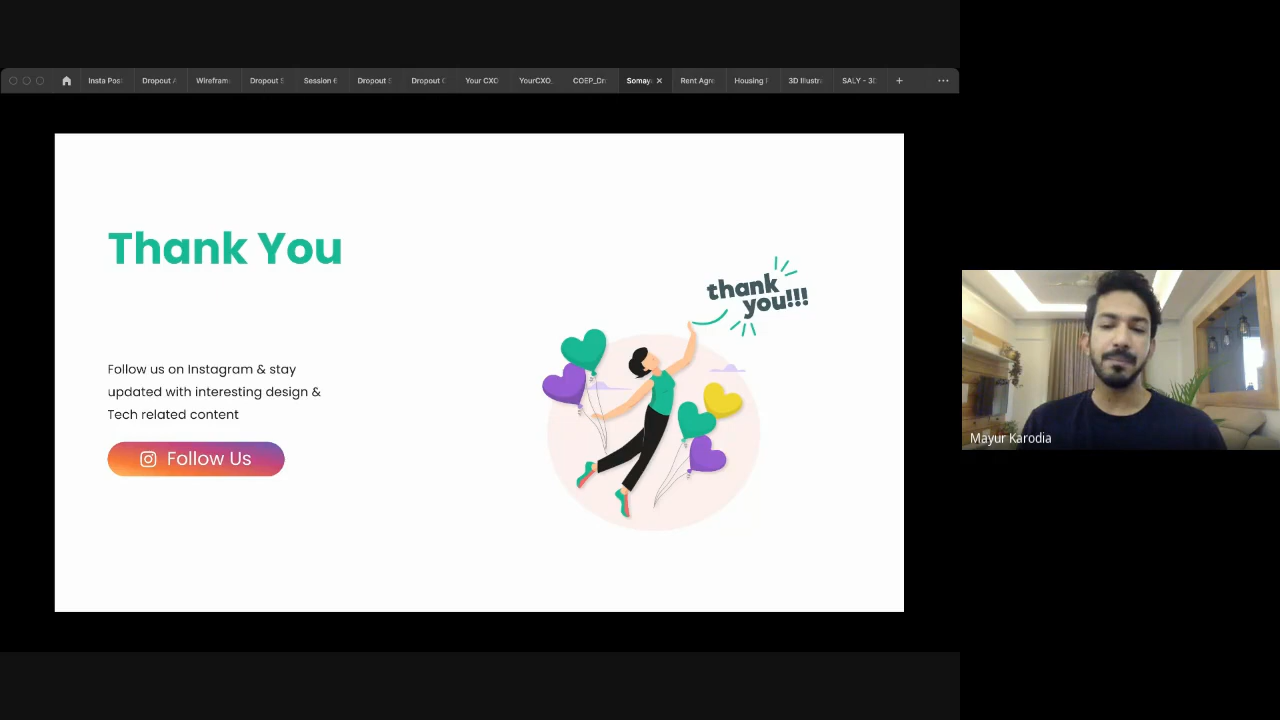 Insta Pos
Dropout
Wirefram
Dropout
Session 6
Dropout
Dropout
Your CXO
YourCXO
COEP_Dr
Somay
Rent Agre
Housing
3D Illustr
SALY - 3D
Thank You
thank
you!!!
Follow us on Instagram & stay
updated with interesting design &
Tech related content
Follow Us
Mayur Karodia